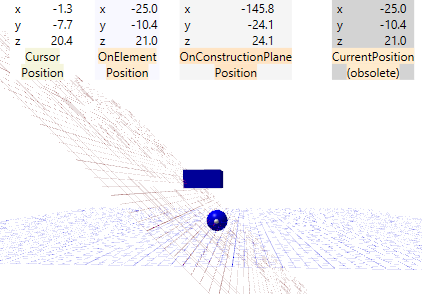 x -1.3 x -25.0 x -145.8 x -25.0
y -7.7 y -10.4 y -24.1 y -10.4
z 20.4 z 21.0 z 24.1 z 21.0
Cursor OnElement OnConstructionPlane CurrentPosition
Position Position Position (obsolete)